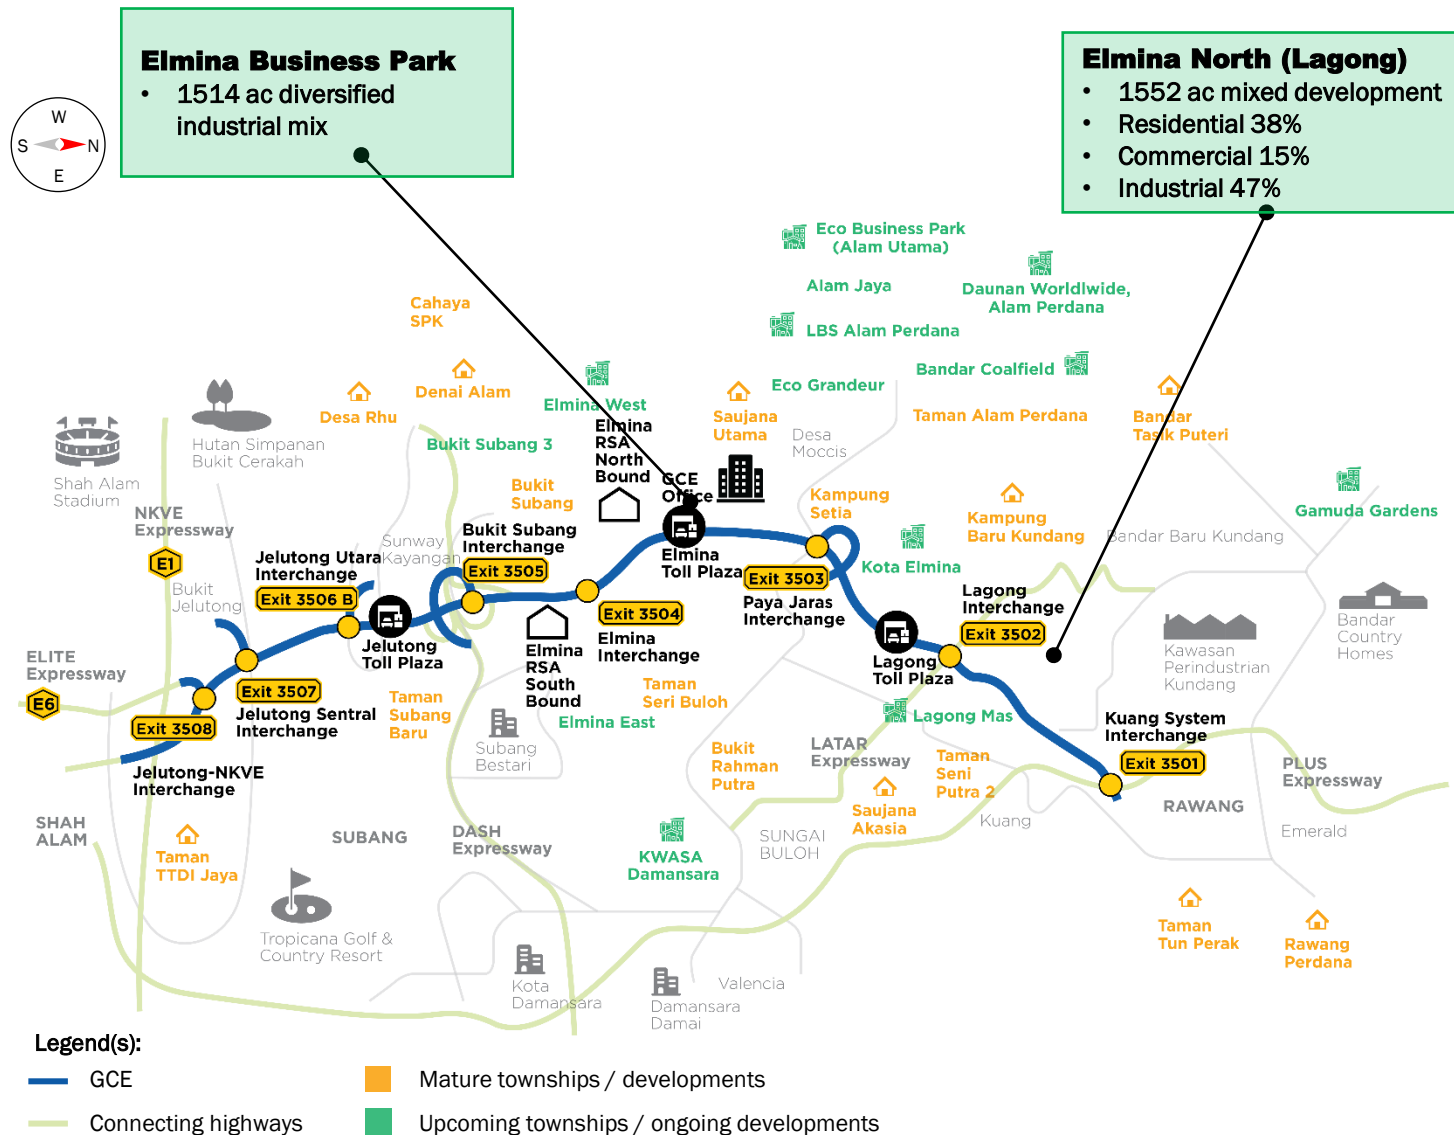 Elmina Business Park
• 1514 ac diversified
industrial mix
Elmina North (Lagong)
• 1552 ac mixed development
• Residential 38%
• Commercial 15%
• Industrial 47%
W
S
N
E
Eco Business Park
(Alam Utama)
Alam Jaya
Daunan Worldlwide,
Alam Perdana
LBS Alam Perdana
Cahaya
SPK
Bandar Coalfield
Eco Grandeur
Denai Alam
Desa Rhu
Elmina West
Saujana
Utama
Taman Alam Perdana
Bandar
Tasik Puteri
Elmina
RSA
North
Bound
Bukit Subang 3
Desa
Moccis
Hutan Simpanan
Bukit Cerakah
Shah Alam
Stadium
GCE
Office
Bukit
Subang
Kampung
Setia
Kampung
Baru Kundang
Gamuda Gardens
NKVE
Expressway
Bukit Subang
Interchange
Exit 3505
Sunway
Kayangan
Bandar Baru Kundang
Jelutong Utara
Interchange
Exit 3506 B
E1
Elmina
Toll Plaza
Kota Elmina
Exit 3503
Paya Jaras
Interchange
Bukit
Jelutong
Exit 3504
Elmina
Interchange
Lagong
Interchange
Exit 3502
Bandar
Country
Homes
Jelutong
Toll Plaza
Elmina
RSA
South
Bound
Kawasan
Perindustrian
Kundang
ELITE
Expressway
E6
Lagong
Toll Plaza
Exit 3507
Jelutong Sentral
Interchange
Taman
Subang
Baru
Taman
Seri Buloh
Elmina East
Exit 3508
Lagong Mas
Kuang System
Interchange
Exit 3501
Subang
Bestari
Bukit
Rahman
Putra
LATAR
Expressway
Taman
Seni
Putra 2
PLUS
Expressway
Jelutong-NKVE
Interchange
RAWANG
Saujana
Akasia
Kuang
Emerald
SHAH
ALAM
SUBANG
DASH
Expressway
SUNGAI
BULOH
Taman
TTDI Jaya
KWASA
Damansara
Taman
Tun Perak
Rawang
Perdana
Tropicana Golf &
Country Resort
Kota
Damansara
Valencia
Damansara
Damai
Legend(s):
GCE
Mature townships / developments
Connecting highways
Upcoming townships / ongoing developments